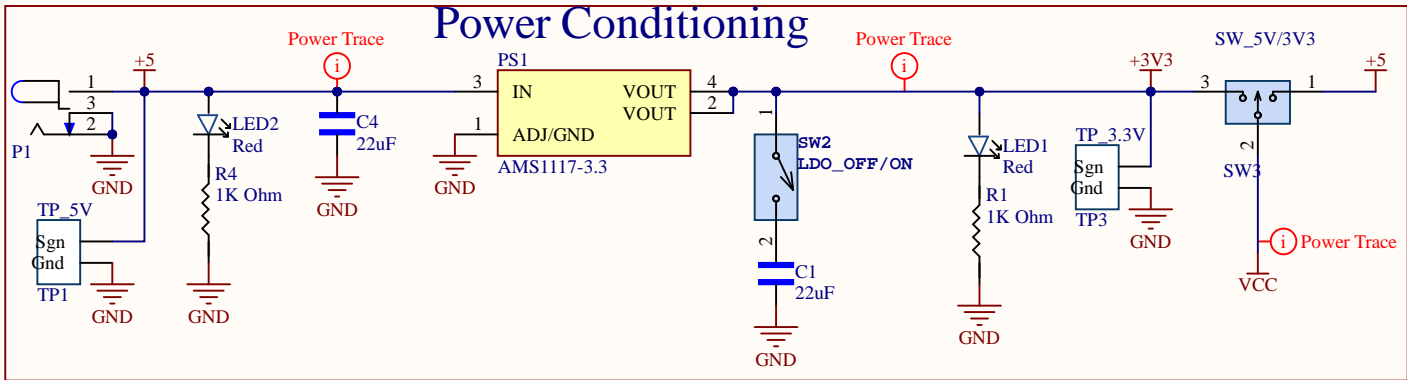 Power Conditioning
+5
Power Trace
i
PS1
Power Trace
i
+3V3
SW_5V/3V3
+5
1
3
2
P1
GND
LED2
Red
R4
1K Ohm
GND
C4
22uF
GND
3
IN
VOUT
4
VOUT
2
1
ADJ/GND
AMS1117-3.3
GND
1
SW2
LDO_OFF/ON
2
C1
22uF
GND
LED1
Red
R1
1K Ohm
GND
TP_3.3V
Sgn
Gnd
TP3
GND
3
1
2
SW3
i
Power Trace
VCC
TP_5V
Sgn
Gnd
TP1
GND